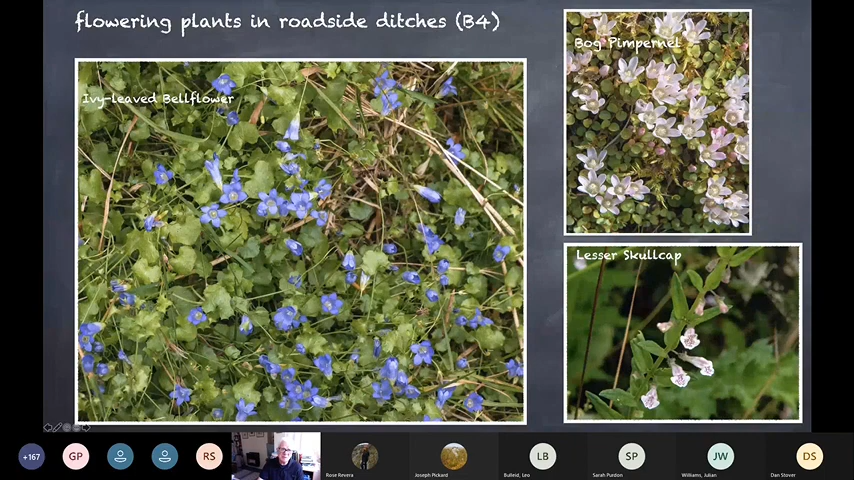 flowering plants in roadside ditches (B4)
Ivy-leaved Bellflower
Bog Pimpernel
Lesser Skullcap
+167
GP
RS
Rose Revera
Joseph Pickard
LB
Bulleid, Leo
SP
Sarah Purdon
JW
Williams, Julian
DS
Dan Stover